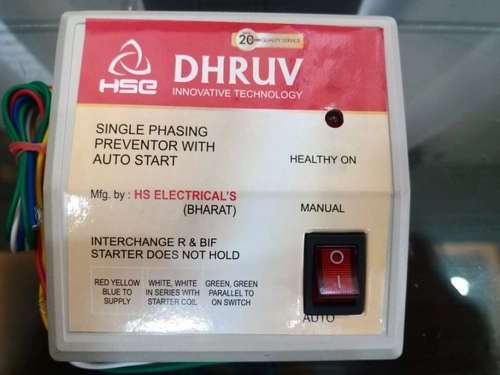 20 QUALITY SERVICE
HSE
DHRUV
INNOVATIVE TECHNOLOGY
SINGLE PHASING
PREVENTOR WITH
AUTO START
HEALTHY ON
Mfg. by : HS ELECTRICAL'S
(BHARAT)
MANUAL
INTERCHANGE R & BIF
STARTER DOES NOT HOLD
RED YELLOW
BLUE TO
SUPPLY
WHITE, WHITE
IN SERIES WITH
STARTER COIL
GREEN, GREEN
PARALLEL TO
ON SWITCH
O
I
AUTO